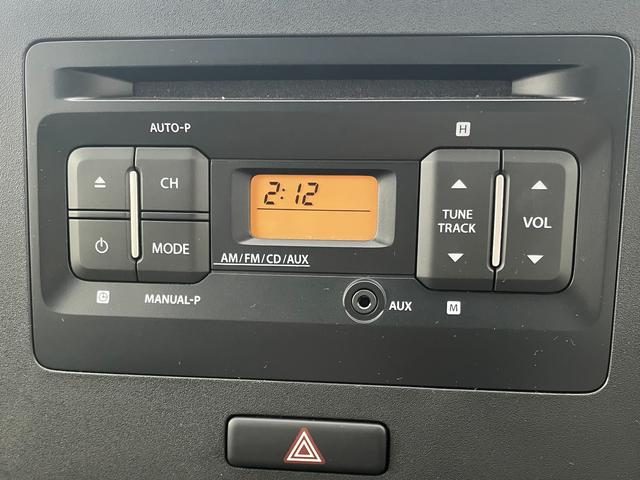 AUTO-P
H
CH
2:12
TUNE
TRACK
VOL
MODE
AM/FM/CD/AUX
C
MANUAL-P
AUX
M